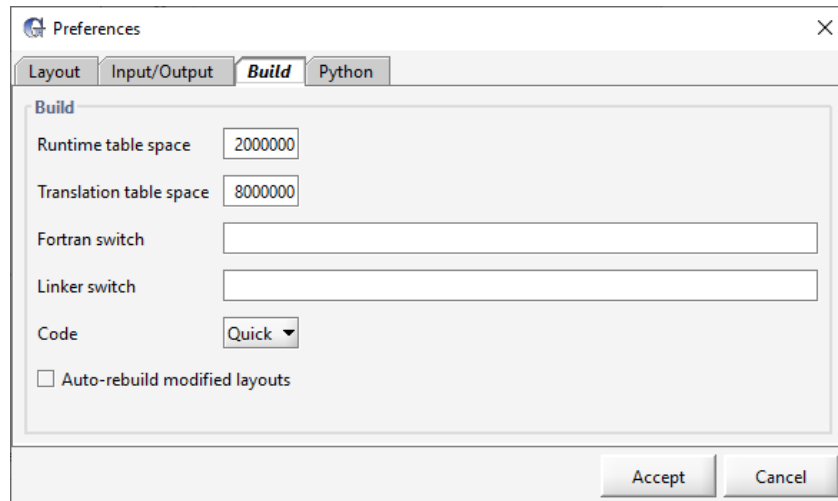 Preferences
Layout Input/Output Build Python
Build
Runtime table space 2000000
Translation table space 8000000
Fortran switch
Linker switch
Code Quick
Auto-rebuild modified layouts
Accept Cancel